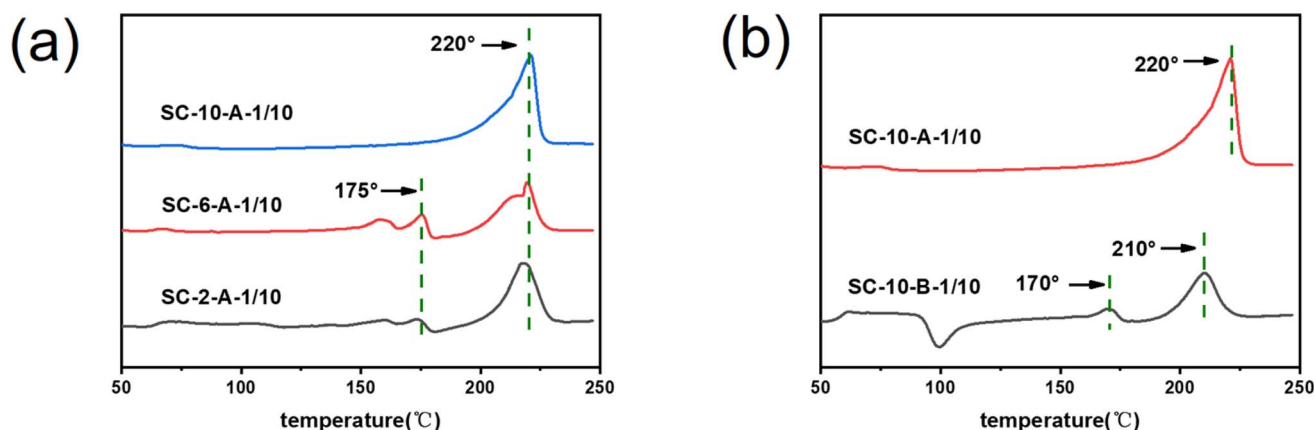 (a)
220°
SC-10-A-1/10
175°
SC-6-A-1/10
SC-2-A-1/10
50 100 150 200 250
temperature(℃)
(b)
220°
SC-10-A-1/10
210°
170°
SC-10-B-1/10
50 100 150 200 250
temperature(℃)